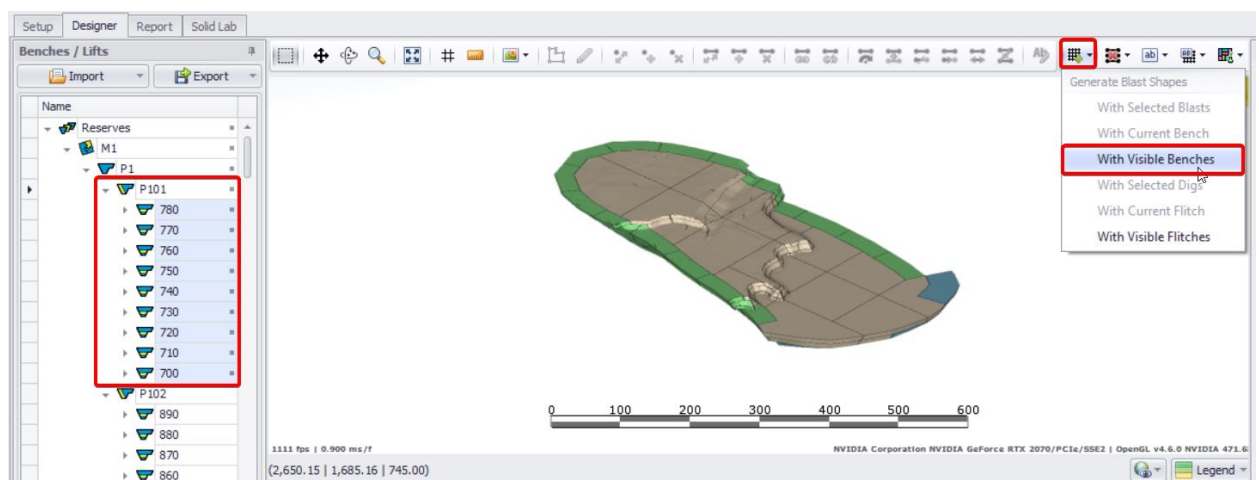 Setup Designer Report Solid Lab
Benches / Lifts
Import Export
Name
Reserves
M1
P1
P101
780
770
760
750
740
730
720
710
700
P102
890
880
870
860
Ab
ab
Generate Blast Shapes
With Selected Blasts
With Current Bench
With Visible Benches
With Selected Digs
With Current Flitch
With Visible Flitches
0 100 200 300 400 500 600
1111 fps | 0.900 ms/f
NVIDIA Corporation NVIDIA GeForce RTX 2070/PCIe/SSE2 | OpenGL v4.6.0 NVIDIA 471.6
(2,650.15 | 1,685.16 | 745.00)
Legend